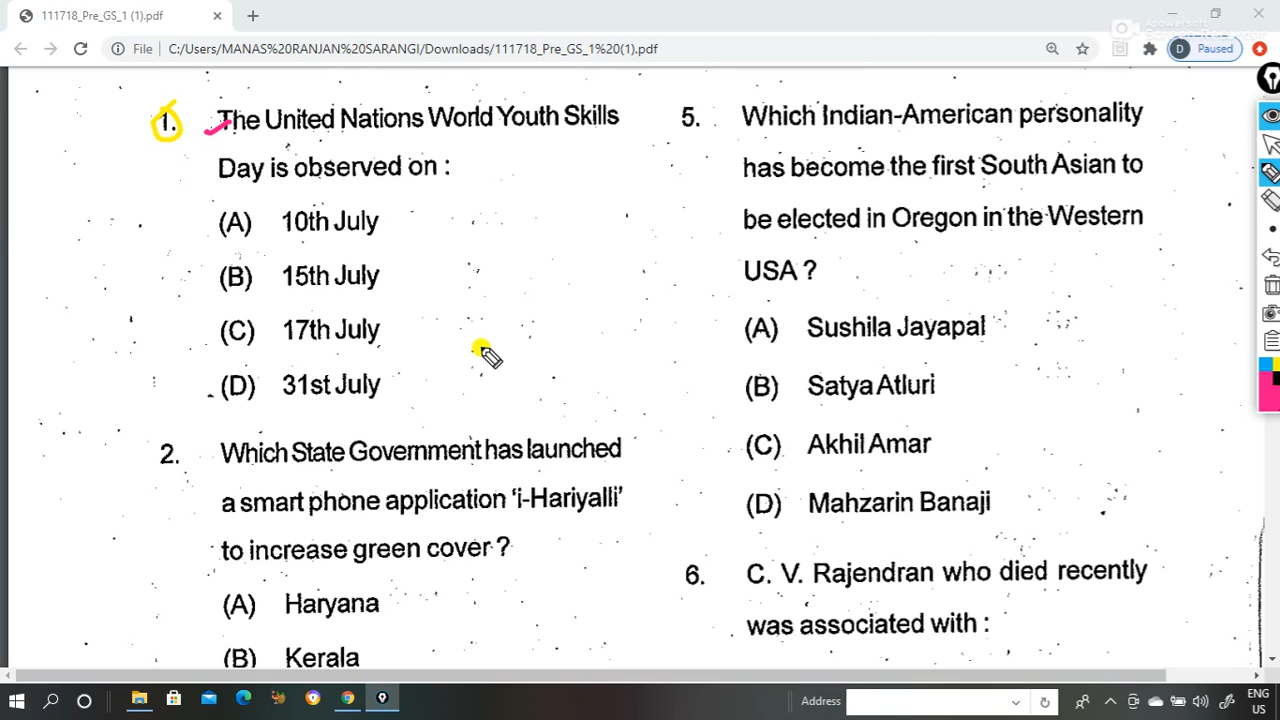 111718_Pre_GS_1 (1).pdf
File C:/Users/MANAS%20RANJAN%20SARANGI/Downloads/111718_Pre_GS_1%20(1).pdf
D Paused
Apowersoft
1. The United Nations World Youth Skills
Day is observed on :
(A) 10th July
(B) 15th July
(C) 17th July
(D) 31st July
2. Which State Government has launched
a smart phone application ‘i-Hariyalli’
to increase green cover ?
(A) Haryana
(B) Kerala
5. Which Indian-American personality
has become the first South Asian to
be elected in Oregon in the Western
USA ?
(A) Sushila Jayapal
(B) Satya Atluri
(C) Akhil Amar
(D) Mahzarin Banaji
6. C. V. Rajendran who died recently
was associated with :
Address
ENG
US